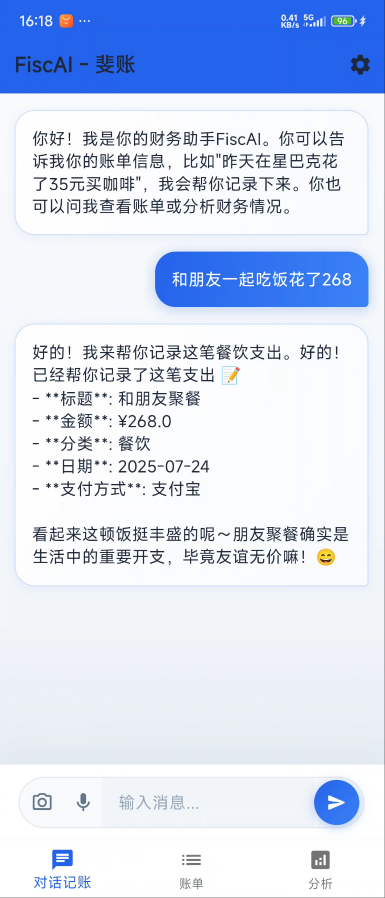 16:18 ···
0.41 KB/s 5G 96
FiscAI - 斐账
你好！我是你的财务助手FiscAI。你可以告
诉我你的账单信息，比如"昨天在星巴克花
了35元买咖啡"，我会帮你记录下来。你也
可以问我查看账单或分析财务情况。
和朋友一起吃饭花了268
好的！我来帮你记录这笔餐饮支出。好的！
已经帮你记录了这笔支出 📝
- **标题**: 和朋友聚餐
- **金额**: ¥268.0
- **分类**: 餐饮
- **日期**: 2025-07-24
- **支付方式**: 支付宝
看起来这顿饭挺丰盛的呢～朋友聚餐确实是
生活中的重要开支，毕竟友谊无价嘛！😄
输入消息...
对话记账
账单
分析